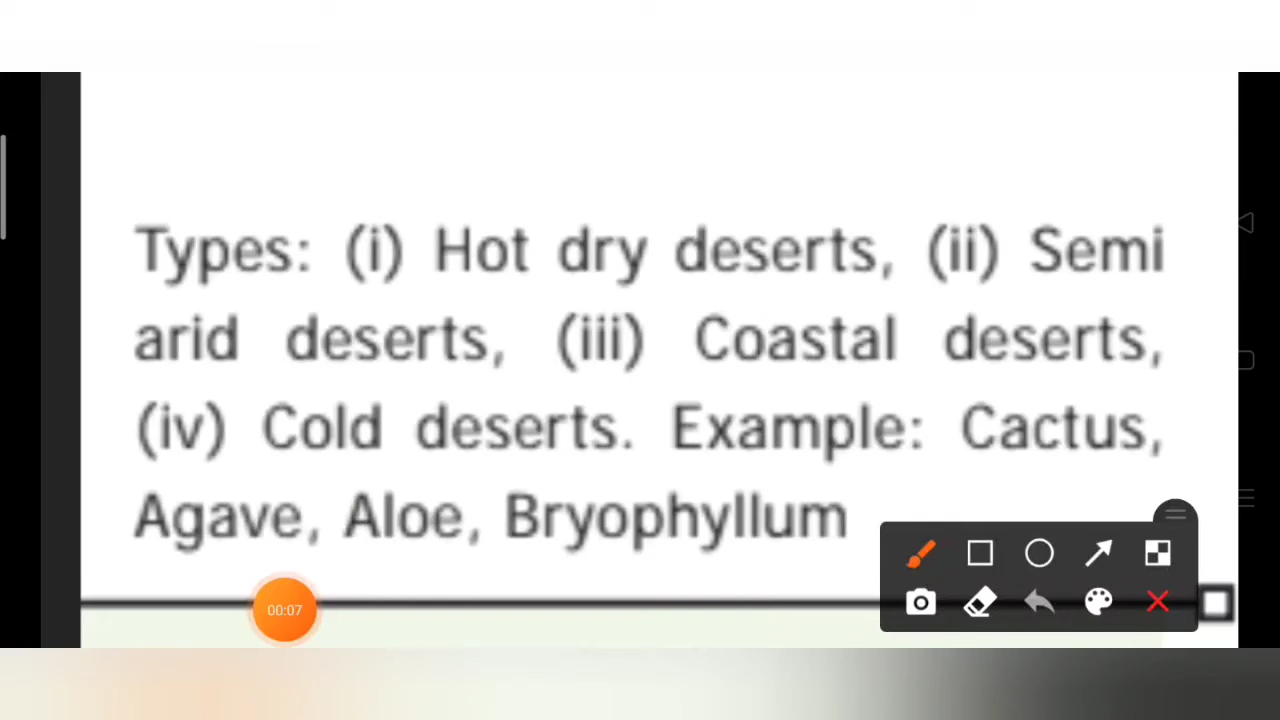 Types: (i) Hot dry deserts, (ii) Semi
arid deserts, (iii) Coastal deserts,
(iv) Cold deserts. Example: Cactus,
Agave, Aloe, Bryophyllum
00:07